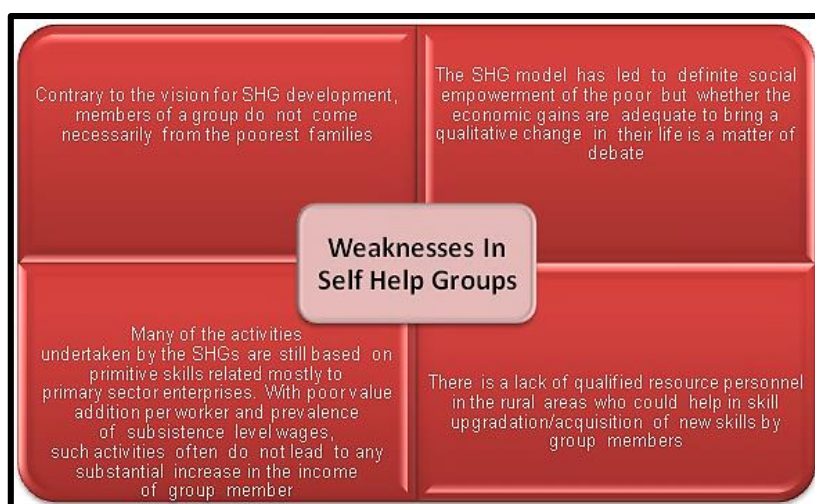 Contrary to the vision for SHG development,
members of a group do not come
necessarily from the poorest families
The SHG model has led to definite social
empowerment of the poor but whether the
economic gains are adequate to bring a
qualitative change in their life is a matter of
debate
Weaknesses In
Self Help Groups
Many of the activities
undertaken by the SHGs are still based on
primitive skills related mostly to
primary sector enterprises. With poor value
addition per worker and prevalence
of subsistence level wages,
such activities often do not lead to any
substantial increase in the income
of group member
There is a lack of qualified resource personnel
in the rural areas who could help in skill
upgradation/acquisition of new skills by
group members